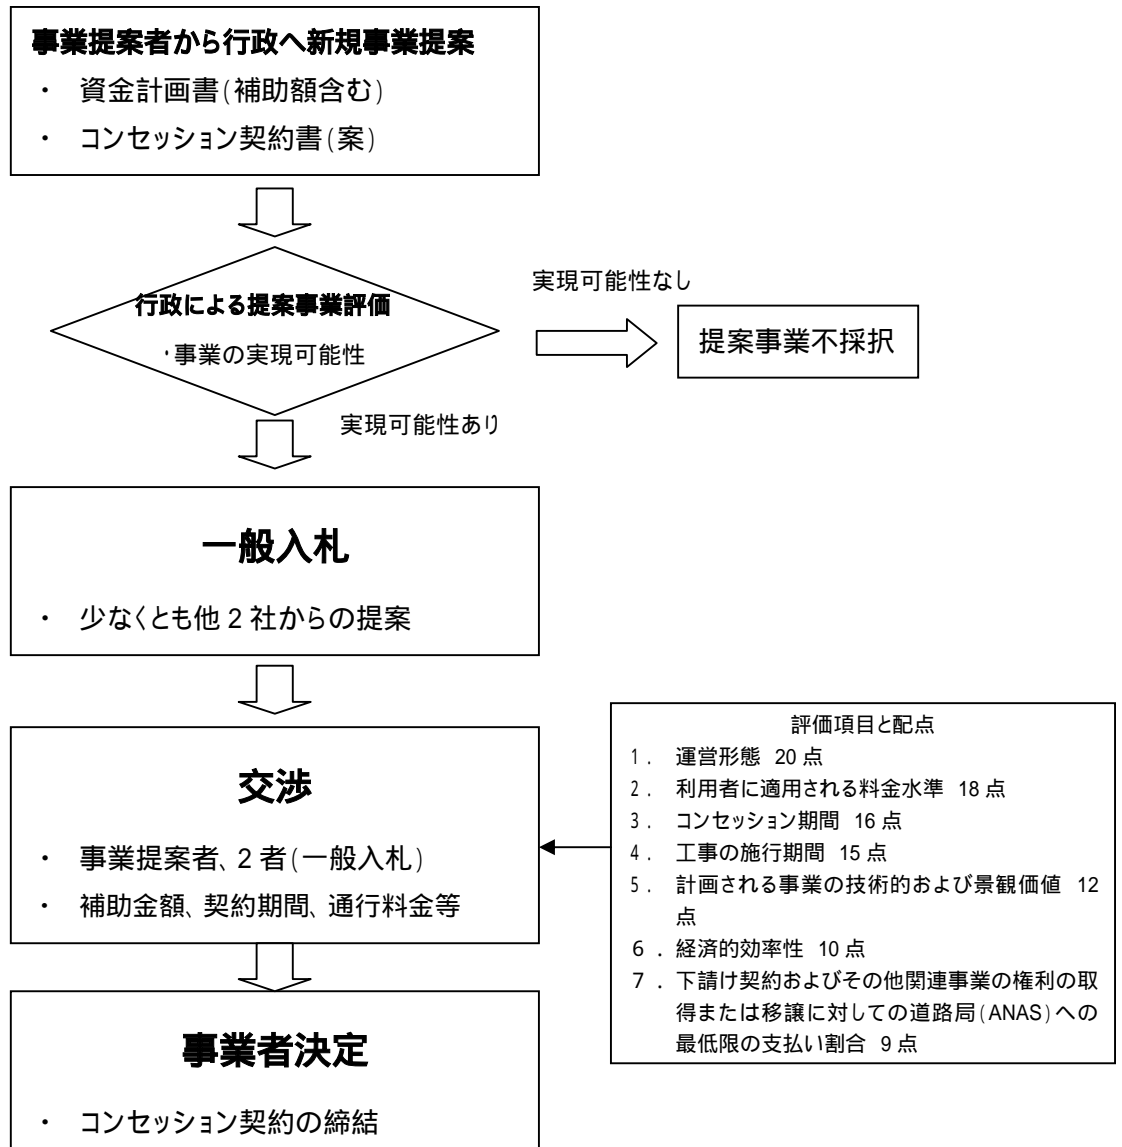 事業提案者から行政へ新規事業提案
・ 資金計画書(補助額含む)
・ コンセッション契約書(案)
行政による提案事業評価
・事業の実現可能性
実現可能性なし
提案事業不採択
実現可能性あり
一般入札
・ 少なくとも他2社からの提案
交渉
・ 事業提案者、2者(一般入札)
・ 補助金額、契約期間、通行料金等
評価項目と配点
1. 運営形態 20点
2. 利用者に適用される料金水準 18点
3. コンセッション期間 16点
4. 工事の施行期間 15点
5. 計画される事業の技術的および景観価値 12
点
6.経済的効率性 10点
7.下請け契約およびその他関連事業の権利の取
得または移譲に対しての道路局(ANAS)への
最低限の支払い割合 9点
事業者決定
・ コンセッション契約の締結